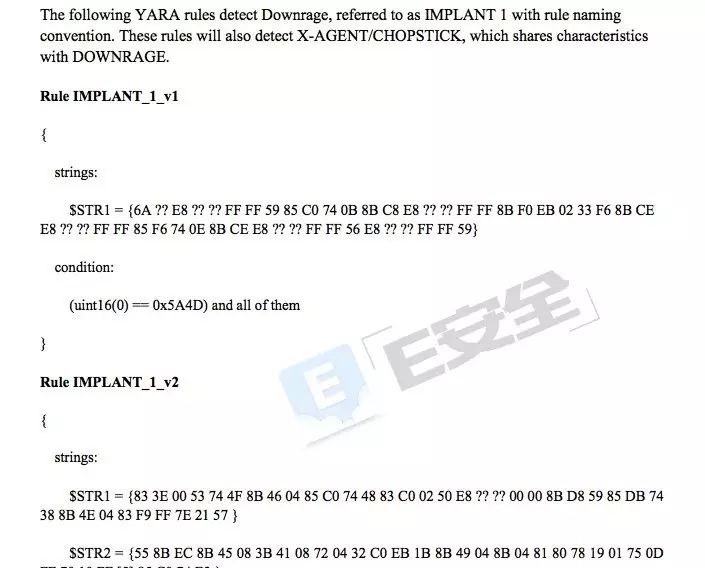 The following YARA rules detect Downrage, referred to as IMPLANT 1 with rule naming
convention. These rules will also detect X-AGENT/CHOPSTICK, which shares characteristics
with DOWNRAGE.
Rule IMPLANT_1_v1
{
strings:
$STR1 = {6A ?? E8 ?? ?? FF FF 59 85 C0 74 0B 8B C8 E8 ?? ?? FF FF 8B F0 EB 02 33 F6 8B CE
E8 ?? ?? FF FF 85 F6 74 0E 8B CE E8 ?? ?? FF FF 56 E8 ?? ?? FF FF 59}
condition:
(uint16(0) == 0x5A4D) and all of them
}
E「E安全」
Rule IMPLANT_1_v2
{
strings:
$STR1 = {83 3E 00 53 74 4F 8B 46 04 85 C0 74 48 83 C0 02 50 E8 ?? ?? 00 00 8B D8 59 85 DB 74
38 8B 4E 04 83 F9 FF 7E 21 57 }
$STR2 = {55 8B EC 8B 45 08 3B 41 08 72 04 32 C0 EB 1B 8B 49 04 8B 04 81 80 78 19 01 75 0D